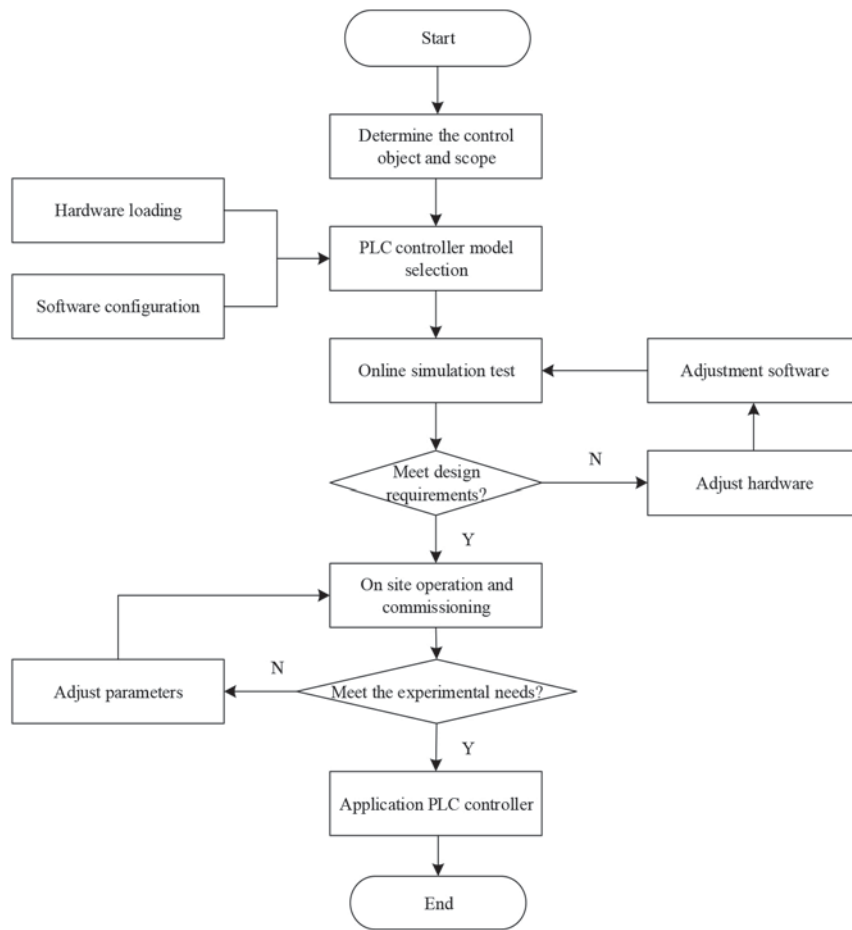 Start
Determine the control
object and scope
Hardware loading
PLC controller model
selection
Software configuration
Online simulation test
Adjustment software
Meet design
requirements?
N
Adjust hardware
Y
On site operation and
commissioning
N
Adjust parameters
Meet the experimental needs?
Y
Application PLC controller
End